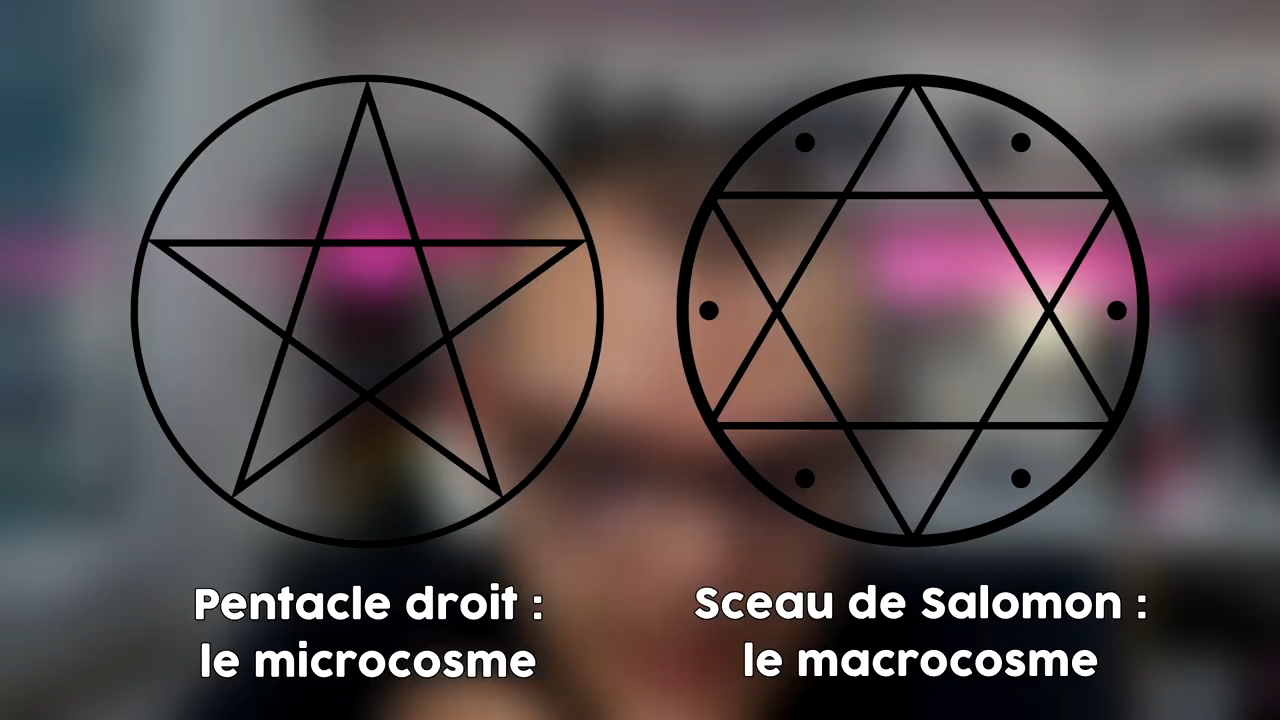 Pentacle droit :
le microcosme
Sceau de Salomon :
le macrocosme